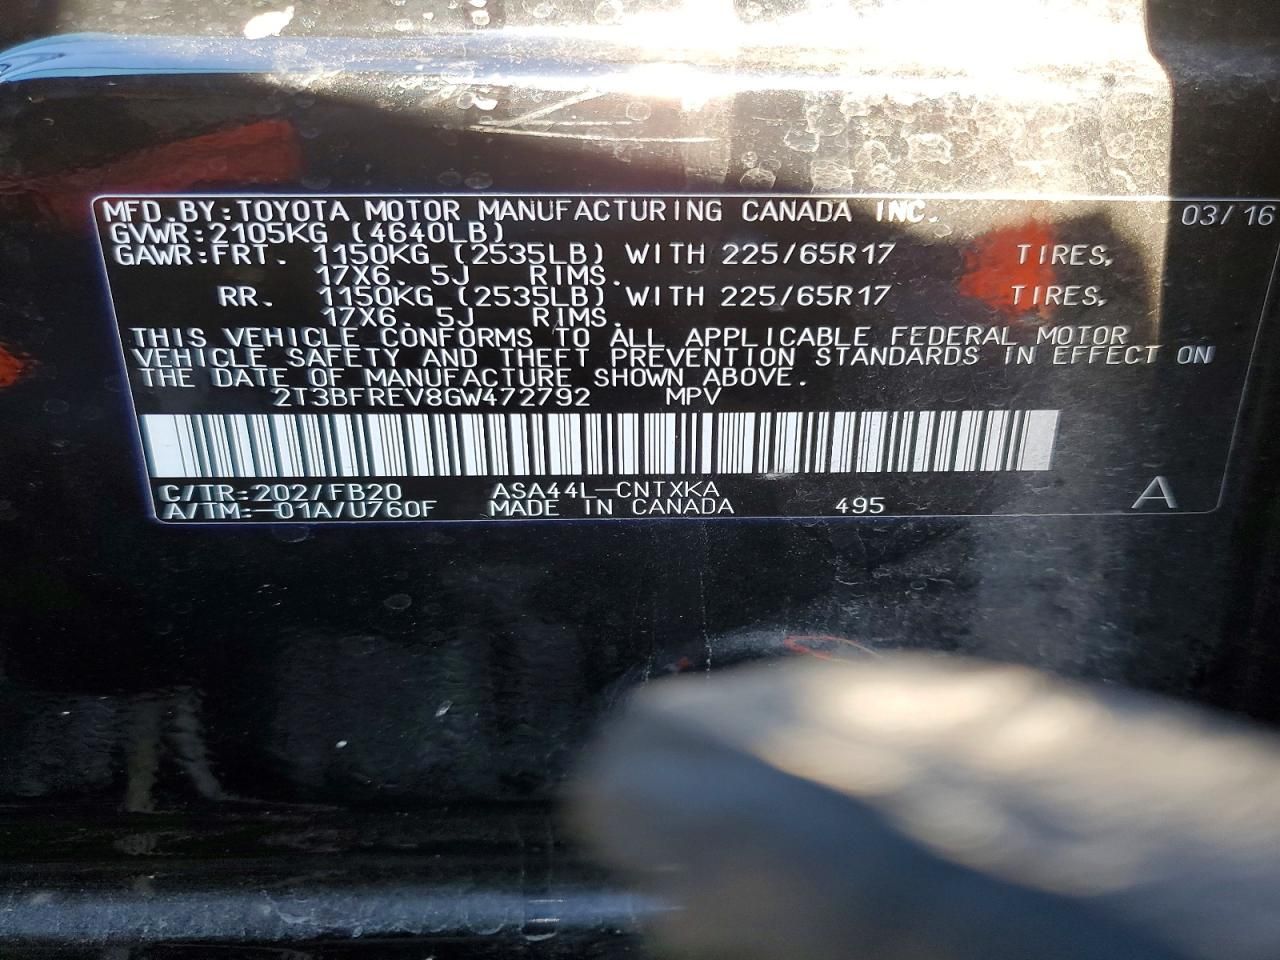 MFD.BY:TOYOTA MOTOR MANUFACTURING CANADA INC. 03/16
GVWR:2105KG (4640LB)
GAWR:FRT. 1150KG (2535LB) WITH 225/65R17 TIRES,
17X6.5J RIMS.
RR. 1150KG (2535LB) WITH 225/65R17 TIRES,
17X6.5J RIMS.
THIS VEHICLE CONFORMS TO ALL APPLICABLE FEDERAL MOTOR
VEHICLE SAFETY AND THEFT PREVENTION STANDARDS IN EFFECT ON
THE DATE OF MANUFACTURE SHOWN ABOVE.
2T3BFREV8GW472792 MPV
C/TR:202/FB20 ASA44L-CNTXKA
A/TM:-01A/U760F MADE IN CANADA 495 A